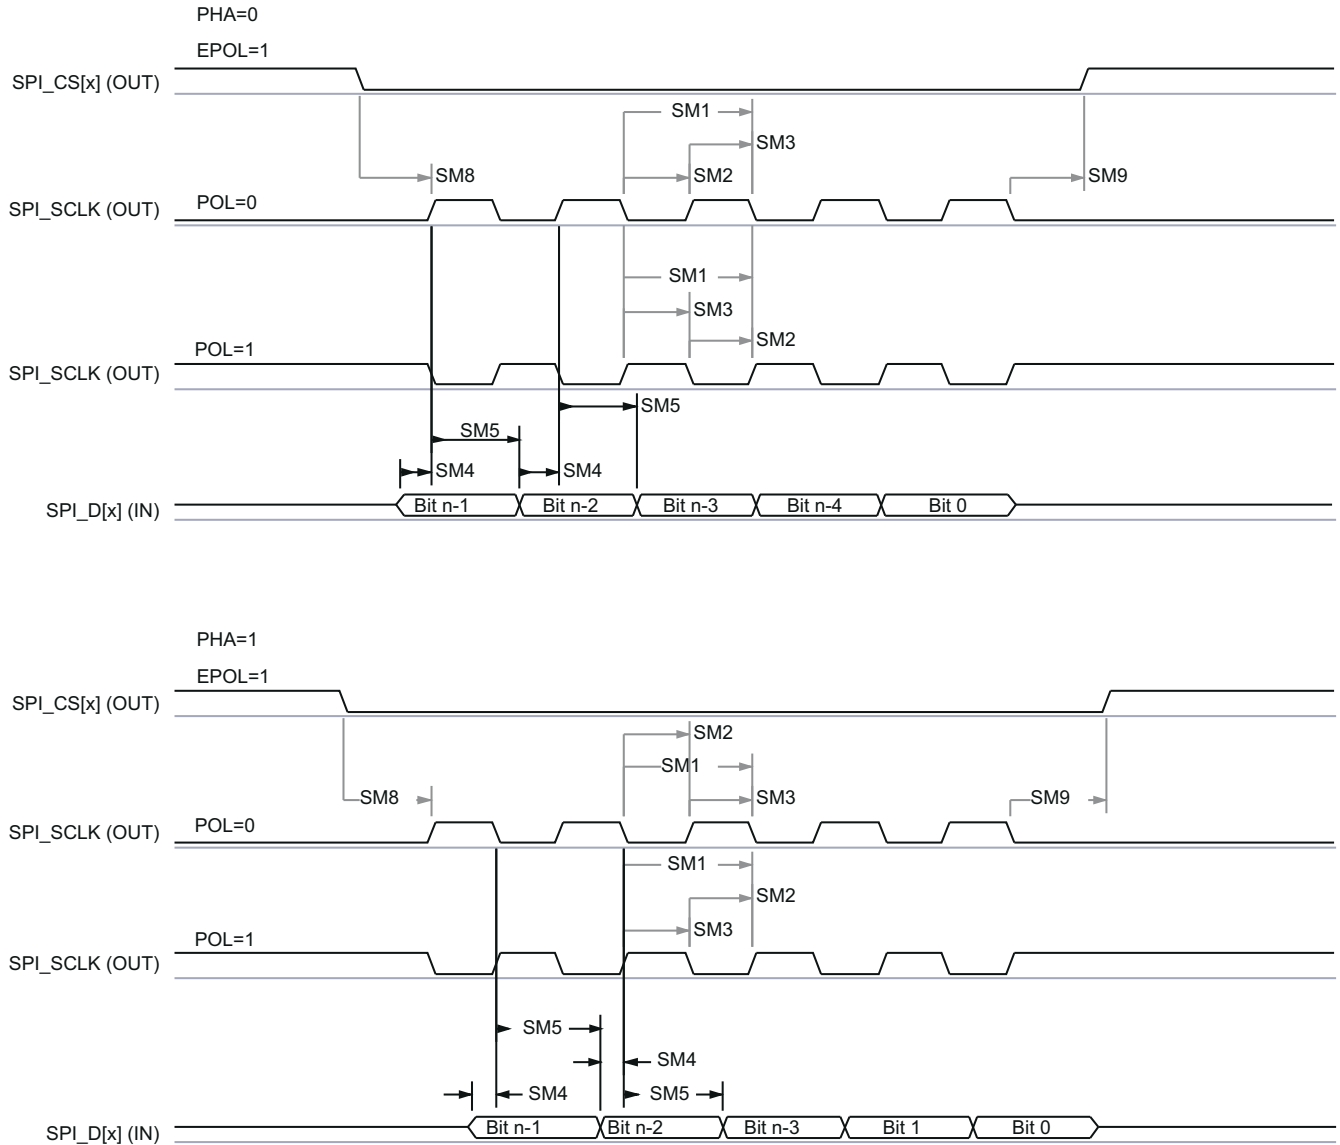 PHA=0
EPOL=1
SPI_CS[x] (OUT)
SM1
SM3
SM8
SM2
SM9
POL=0
SPI_SCLK (OUT)
SM1
SM3
SM2
POL=1
SPI_SCLK (OUT)
SM5
SM5
SM4
SM4
SPI_D[x] (IN)
Bit n-1
Bit n-2
Bit n-3
Bit n-4
Bit 0
PHA=1
EPOL=1
SPI_CS[x] (OUT)
SM2
SM1
SM8
SM3
SM9
POL=0
SPI_SCLK (OUT)
SM1
SM2
SM3
POL=1
SPI_SCLK (OUT)
SM5
SM4
SM4
SM5
SPI_D[x] (IN)
Bit n-1
Bit n-2
Bit n-3
Bit 1
Bit 0